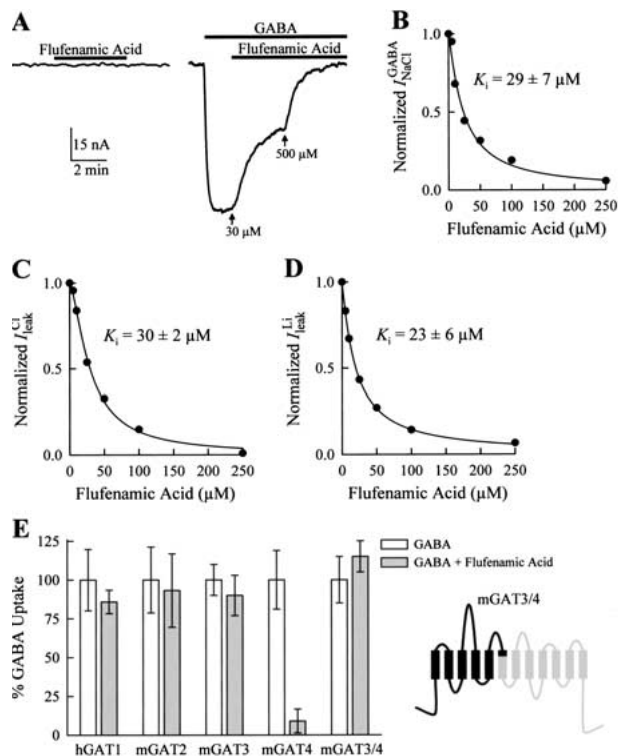 A
GABA
Flufenamic Acid
Flufenamic Acid
15 nA
2 min
500 µM
30 µM
B
Normalized I GABA NaCl
1.0
0.5
0.0
Ki = 29 ± 7 µM
0 50 100 150 200 250
Flufenamic Acid (µM)
C
Normalized I Cl leak
1.0
0.5
0.0
Ki = 30 ± 2 µM
0 50 100 150 200 250
Flufenamic Acid (µM)
D
Normalized I Li leak
1.0
0.5
0.0
Ki = 23 ± 6 µM
0 50 100 150 200 250
Flufenamic Acid (µM)
E
% GABA Uptake
125
100
75
50
25
0
GABA
GABA + Flufenamic Acid
hGAT1 mGAT2 mGAT3 mGAT4 mGAT3/4
mGAT3/4